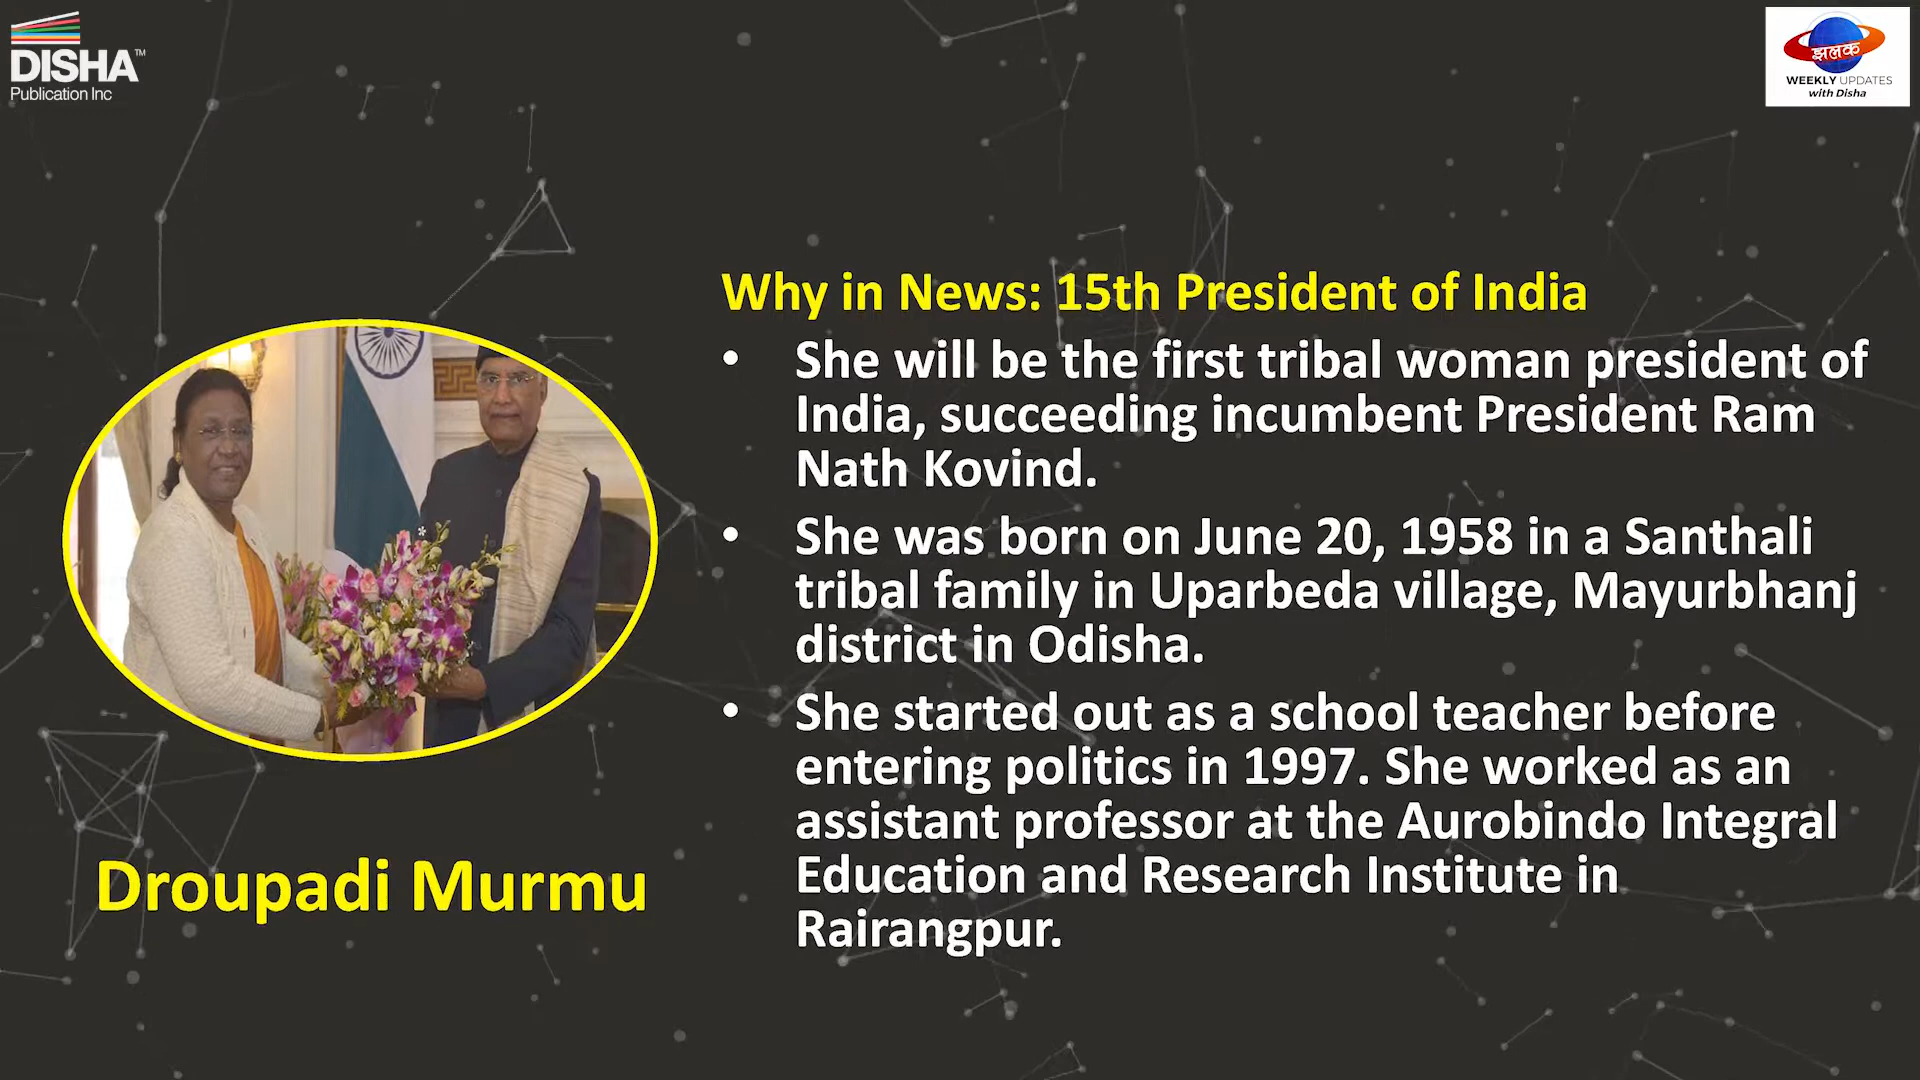 DISHA™
Publication Inc
झलक
WEEKLY UPDATES
with Disha
Why in News: 15th President of India
• She will be the first tribal woman president of
India, succeeding incumbent President Ram
Nath Kovind.
• She was born on June 20, 1958 in a Santhali
tribal family in Uparbeda village, Mayurbhanj
district in Odisha.
• She started out as a school teacher before
entering politics in 1997. She worked as an
assistant professor at the Aurobindo Integral
Education and Research Institute in
Rairangpur.
Droupadi Murmu